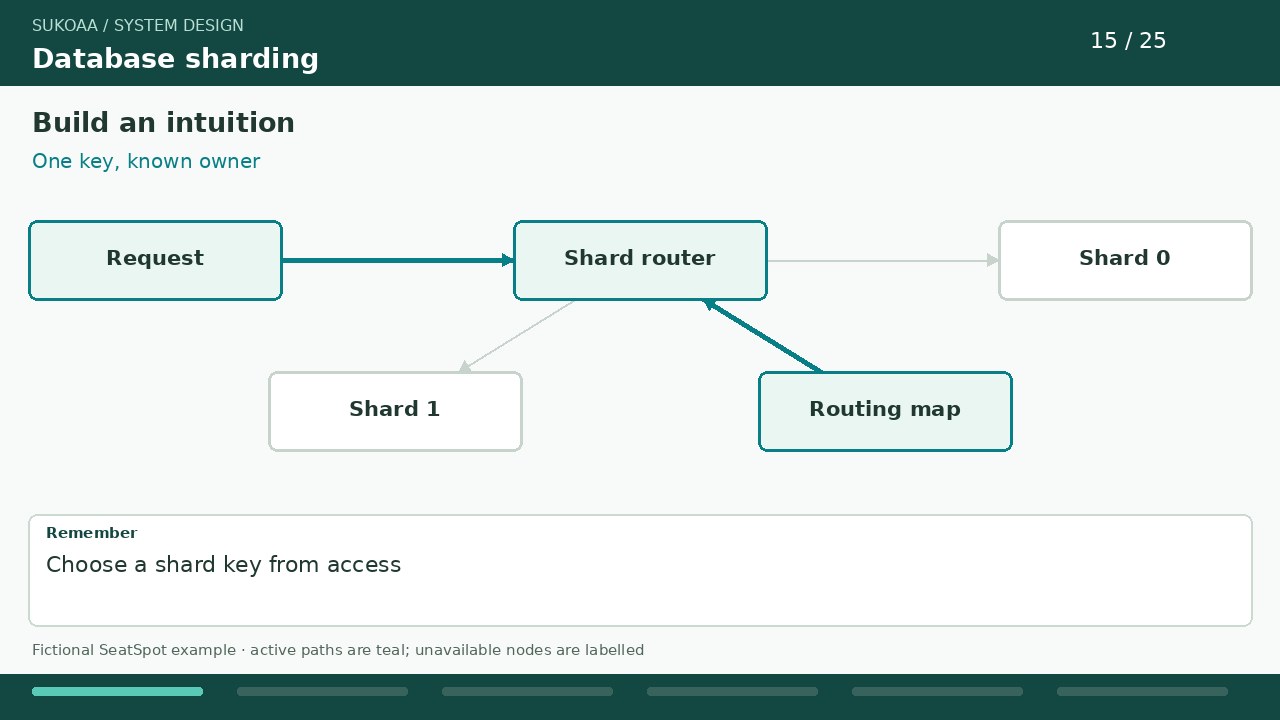 SUKOAA / SYSTEM DESIGN
Database sharding
15 / 25
Build an intuition
One key, known owner
Request
Shard router
Shard 0
Shard 1
Routing map
Remember
Choose a shard key from access
Fictional SeatSpot example · active paths are teal; unavailable nodes are labelled